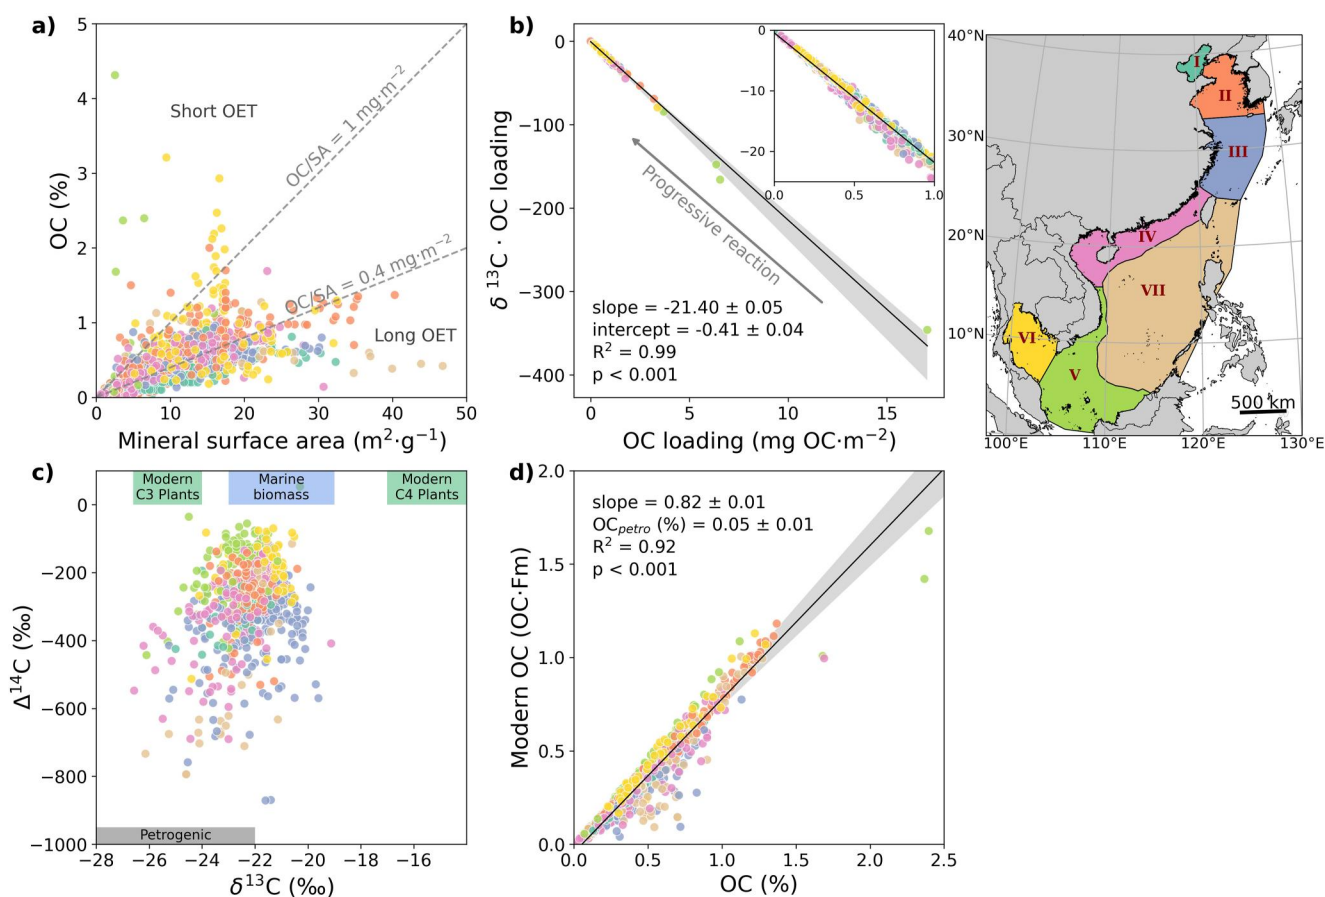 a)
OC (%)
5
4
3
2
1
0
Short OET
OC/SA = 1 mg·m⁻²
OC/SA = 0.4 mg·m⁻²
Long OET
0 10 20 30 40 50
Mineral surface area (m²·g⁻¹)
b)
δ ¹³C · OC loading
0
−100
−200
−300
−400
Progressive reaction
slope = -21.40 ± 0.05
intercept = -0.41 ± 0.04
R² = 0.99
p < 0.001
0 5 10 15
OC loading (mg OC·m⁻²)
0
−10
−20
0.0 0.5 1.0
40°N
30°N
20°N
10°N
I
II
III
IV
VII
VI
V
500 km
100°E 110°E 120°E 130°E
c)
Δ¹⁴C (‰)
0
−200
−400
−600
−800
−1000
Modern
C3 Plants
Marine
biomass
Modern
C4 Plants
Petrogenic
−28 −26 −24 −22 −20 −18 −16
δ¹³C (‰)
d)
Modern OC (OC·Fm)
2.0
1.5
1.0
0.5
0.0
slope = 0.82 ± 0.01
OCpetro (%) = 0.05 ± 0.01
R² = 0.92
p < 0.001
0.0 0.5 1.0 1.5 2.0 2.5
OC (%)